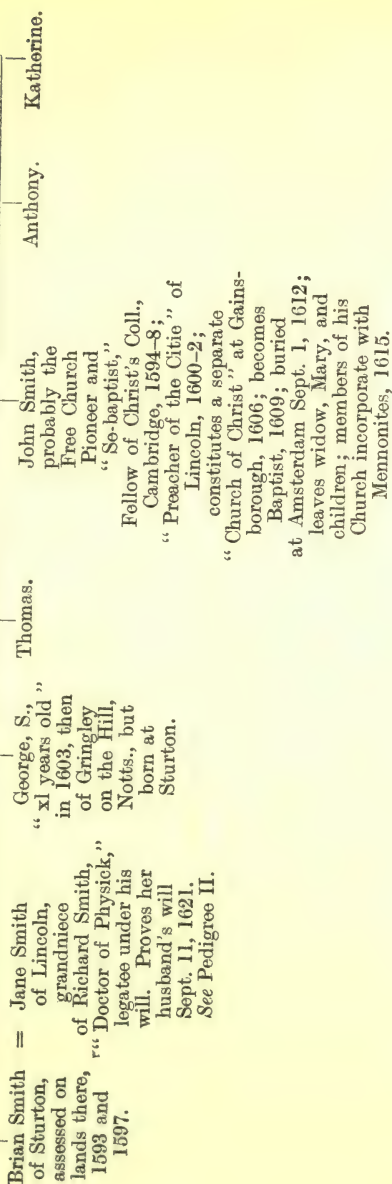 Brian Smith = Jane Smith
of Sturton, of Lincoln,
assessed on grandniece
lands there, of Richard Smith,
1593 and "Doctor of Physick,"
1597. legatee under his
will. Proves her
husband's will
Sept. 11, 1621.
See Pedigree II.
George, S.,
"xl years old"
in 1603, then
of Gringley
on the Hill,
Notts., but
born at
Sturton.
Thomas.
John Smith,
probably the
Free Church
Pioneer and
"Se-baptist,"
Fellow of Christ's Coll.,
Cambridge, 1594-8;
"Preacher of the Citie" of
Lincoln, 1600-2;
constitutes a separate
"Church of Christ" at Gains-
borough, 1606; becomes
Baptist, 1609; buried
at Amsterdam Sept. 1, 1612;
leaves widow, Mary, and
children; members of his
Church incorporate with
Mennonites, 1615.
Anthony.
Katherine.